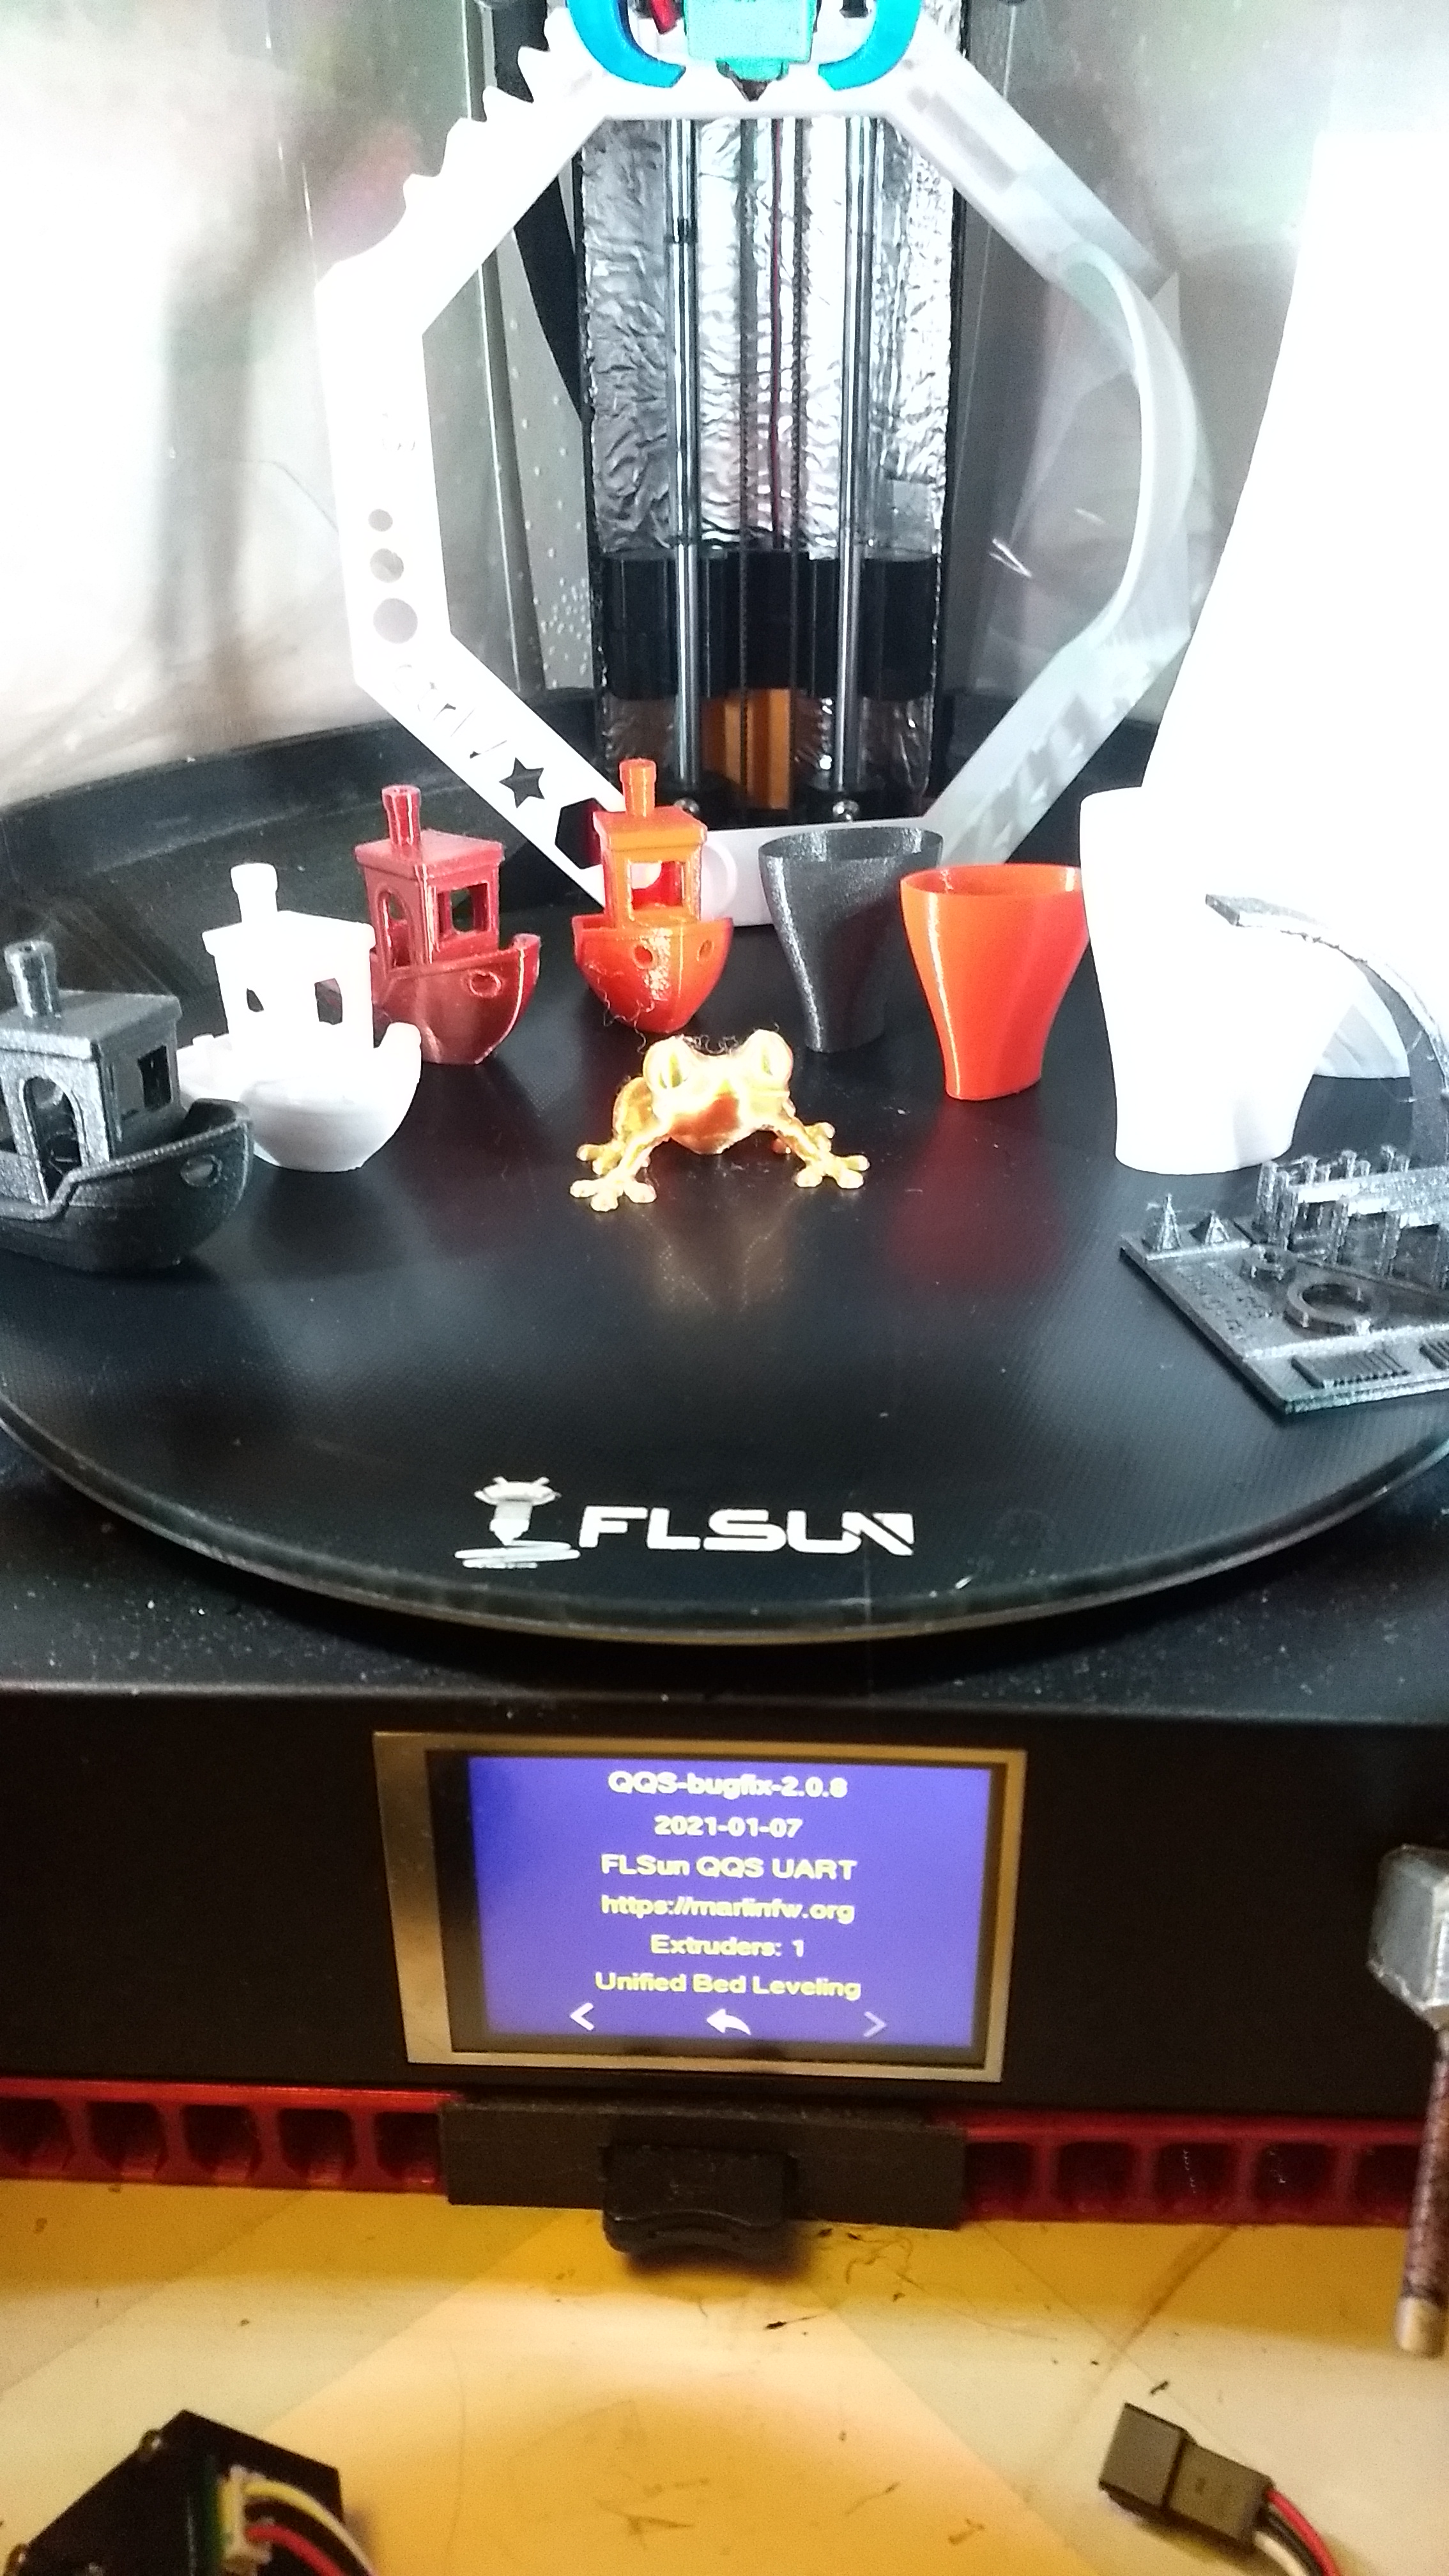 FLSUN
QQS-bugfix-2.0.8
2021-01-07
FLSun QQS UART
https://marlinfw.org
Extruders: 1
Unified Bed Leveling